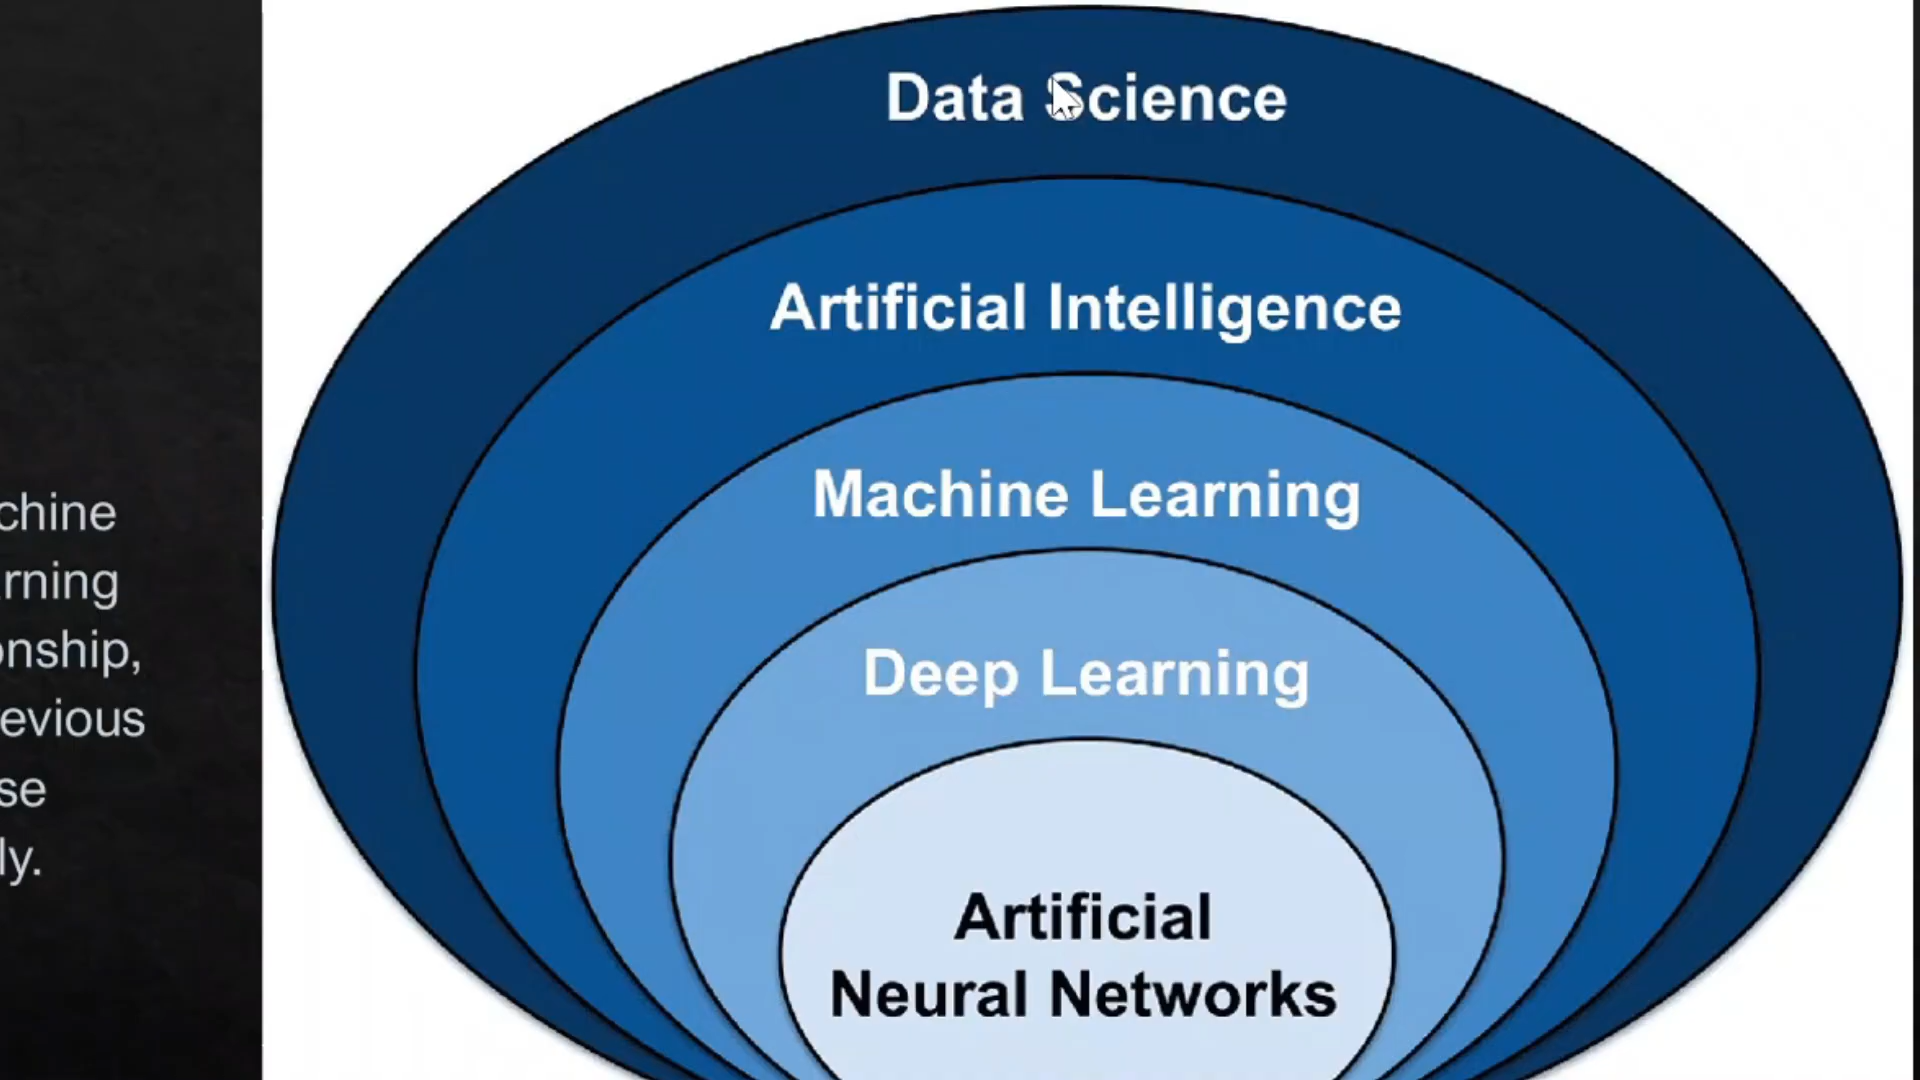 chine
rning
onship,
evious
se
ly.
Data Science
Artificial Intelligence
Machine Learning
Deep Learning
Artificial
Neural Networks